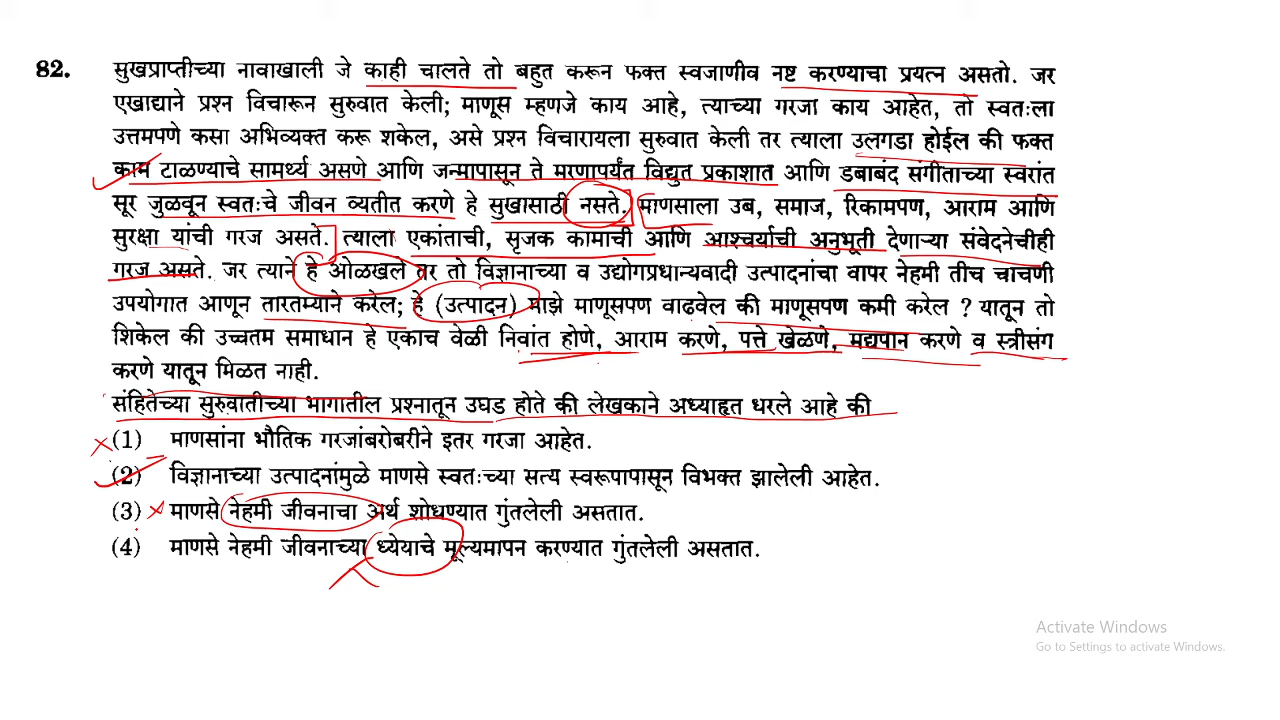 82. सुखप्राप्तीच्या नावाखाली जे काही चालते तो बहुत करून फक्त स्वजाणीव नष्ट करण्याचा प्रयत्न असतो. जर
एखाद्याने प्रश्न विचारून सुरुवात केली; माणूस म्हणजे काय आहे, त्याच्या गरजा काय आहेत, तो स्वतःला
उत्तमपणे कसा अभिव्यक्त करू शकेल, असे प्रश्न विचारायला सुरुवात केली तर त्याला उलगडा होईल की फक्त
काम टाळण्याचे सामर्थ्य असणे आणि जन्मापासून ते मरणापर्यंत विद्युत प्रकाशात आणि डबाबंद संगीताच्या स्वरांत
सूर जुळवून स्वतःचे जीवन व्यतीत करणे हे सुखासाठी नसते. माणसाला उब, समाज, रिकामपण, आराम आणि
सुरक्षा यांची गरज असते. त्याला एकांताची, सृजक कामाची आणि आश्चर्याची अनुभूती देणाऱ्या संवेदनेचीही
गरज असते. जर त्याने हे ओळखले तर तो विज्ञानाच्या व उद्योगप्रधान्यवादी उत्पादनांचा वापर नेहमी तीच चाचणी
उपयोगात आणून तारतम्याने करेल; हे (उत्पादन) माझे माणूसपण वाढवेल की माणूसपण कमी करेल ? यातून तो
शिकेल की उच्चतम समाधान हे एकाच वेळी निवांत होणे, आराम करणे, पत्ते खेळणे, मद्यपान करणे व स्त्रीसंग
करणे यातून मिळत नाही.
संहितेच्या सुरुवातीच्या भागातील प्रश्नातून उघड होते की लेखकाने अध्याहृत धरले आहे की
(1) माणसांना भौतिक गरजांबरोबरीने इतर गरजा आहेत.
(2) विज्ञानाच्या उत्पादनांमुळे माणसे स्वतःच्या सत्य स्वरूपापासून विभक्त झालेली आहेत.
(3) माणसे नेहमी जीवनाचा अर्थ शोधण्यात गुंतलेली असतात.
(4) माणसे नेहमी जीवनाच्या ध्येयाचे मूल्यमापन करण्यात गुंतलेली असतात.
Activate Windows
Go to Settings to activate Windows.